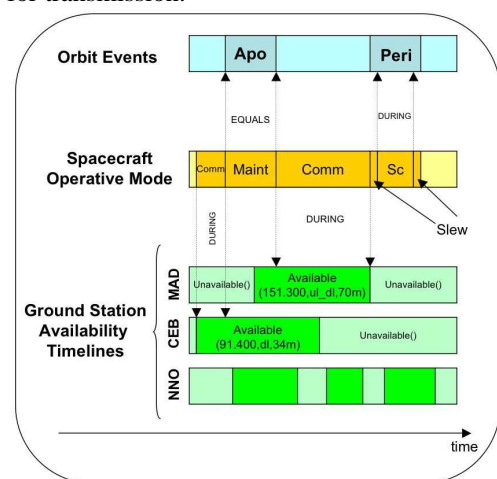 for transmission.
Orbit Events
Apo
Peri
EQUALS
DURING
Spacecraft
Operative Mode
Comm
Maint
Comm
Sc
Slew
DURING
DURING
Ground Station
Availability
Timelines
MAD
Unavailable()
Available
(151.300,ul_dl,70m)
Unavailable()
CEB
Available
(91.400,dl,34m)
Unavailable()
NNO
time